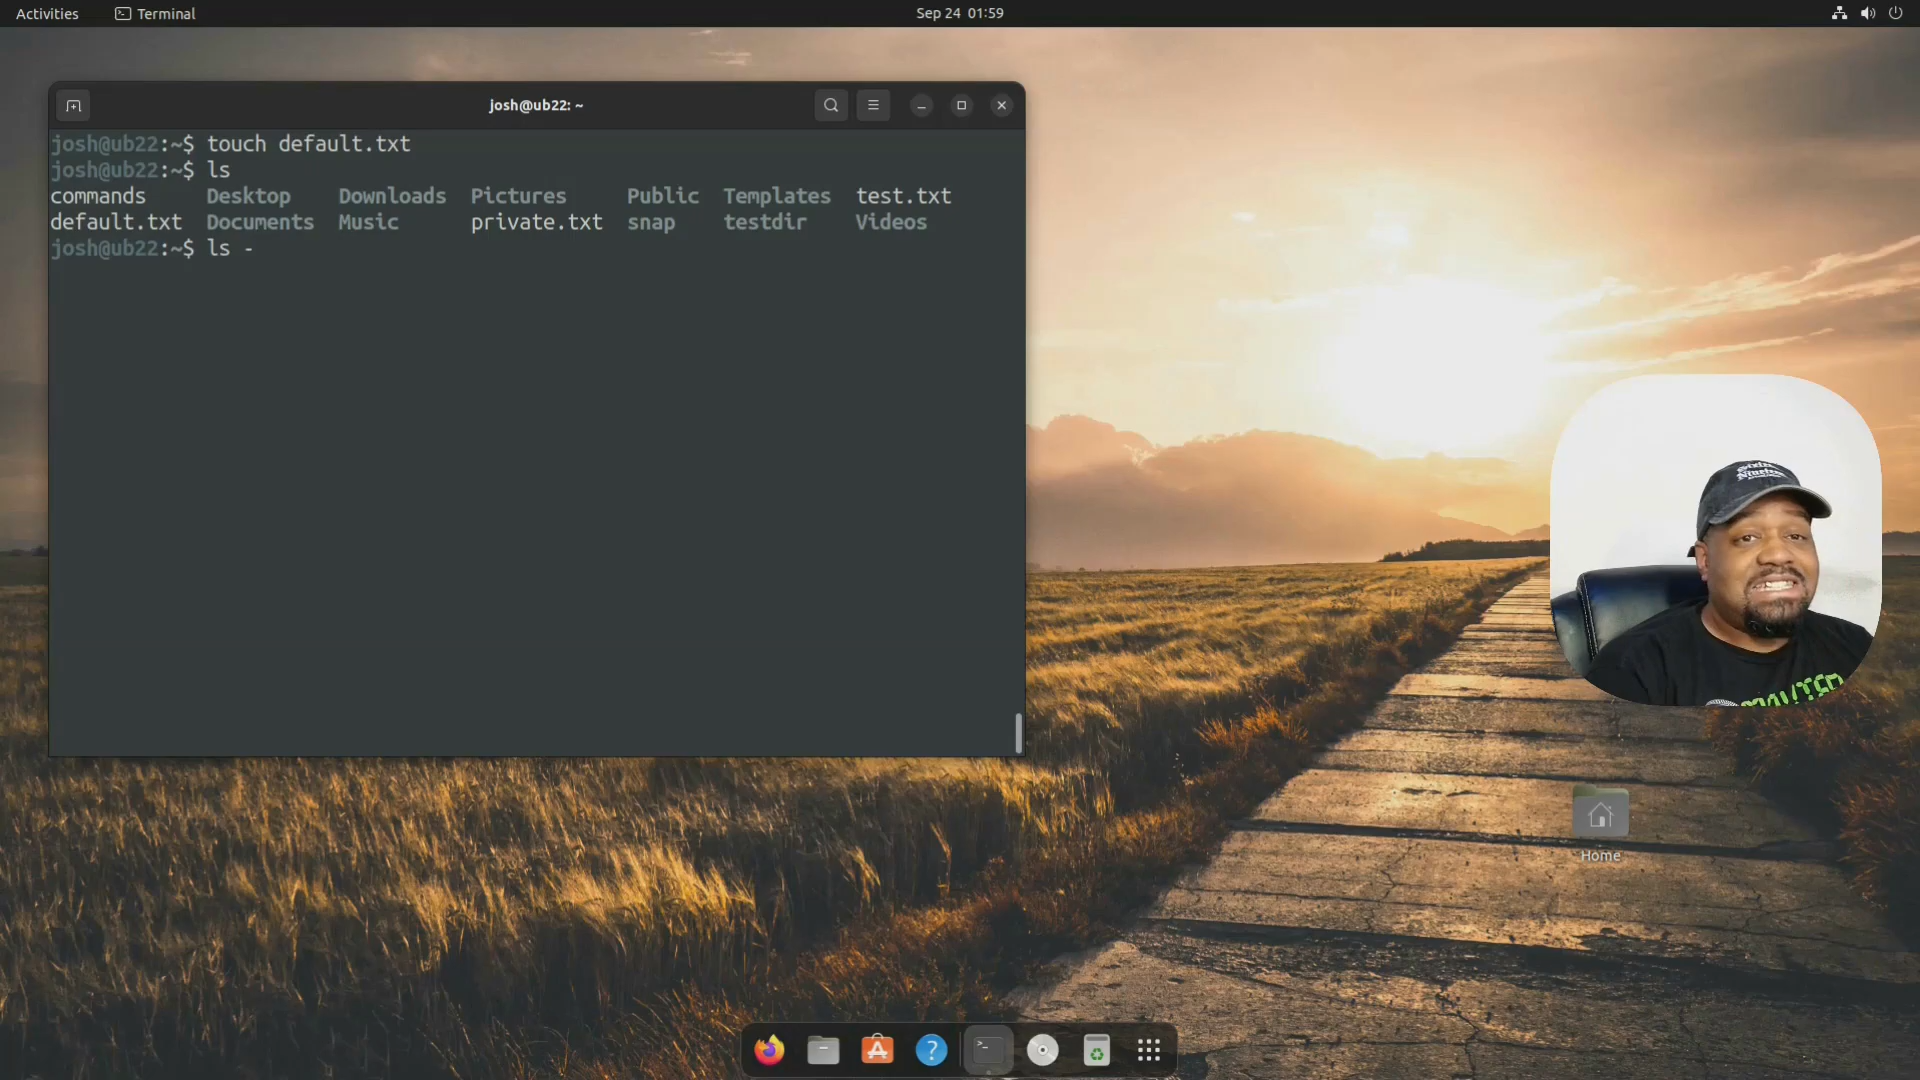 Activities Terminal Sep 24 01:59
josh@ub22: ~
josh@ub22:~$ touch default.txt
josh@ub22:~$ ls
commands Desktop Downloads Pictures Public Templates test.txt
default.txt Documents Music private.txt snap testdir Videos
josh@ub22:~$ ls -
Home